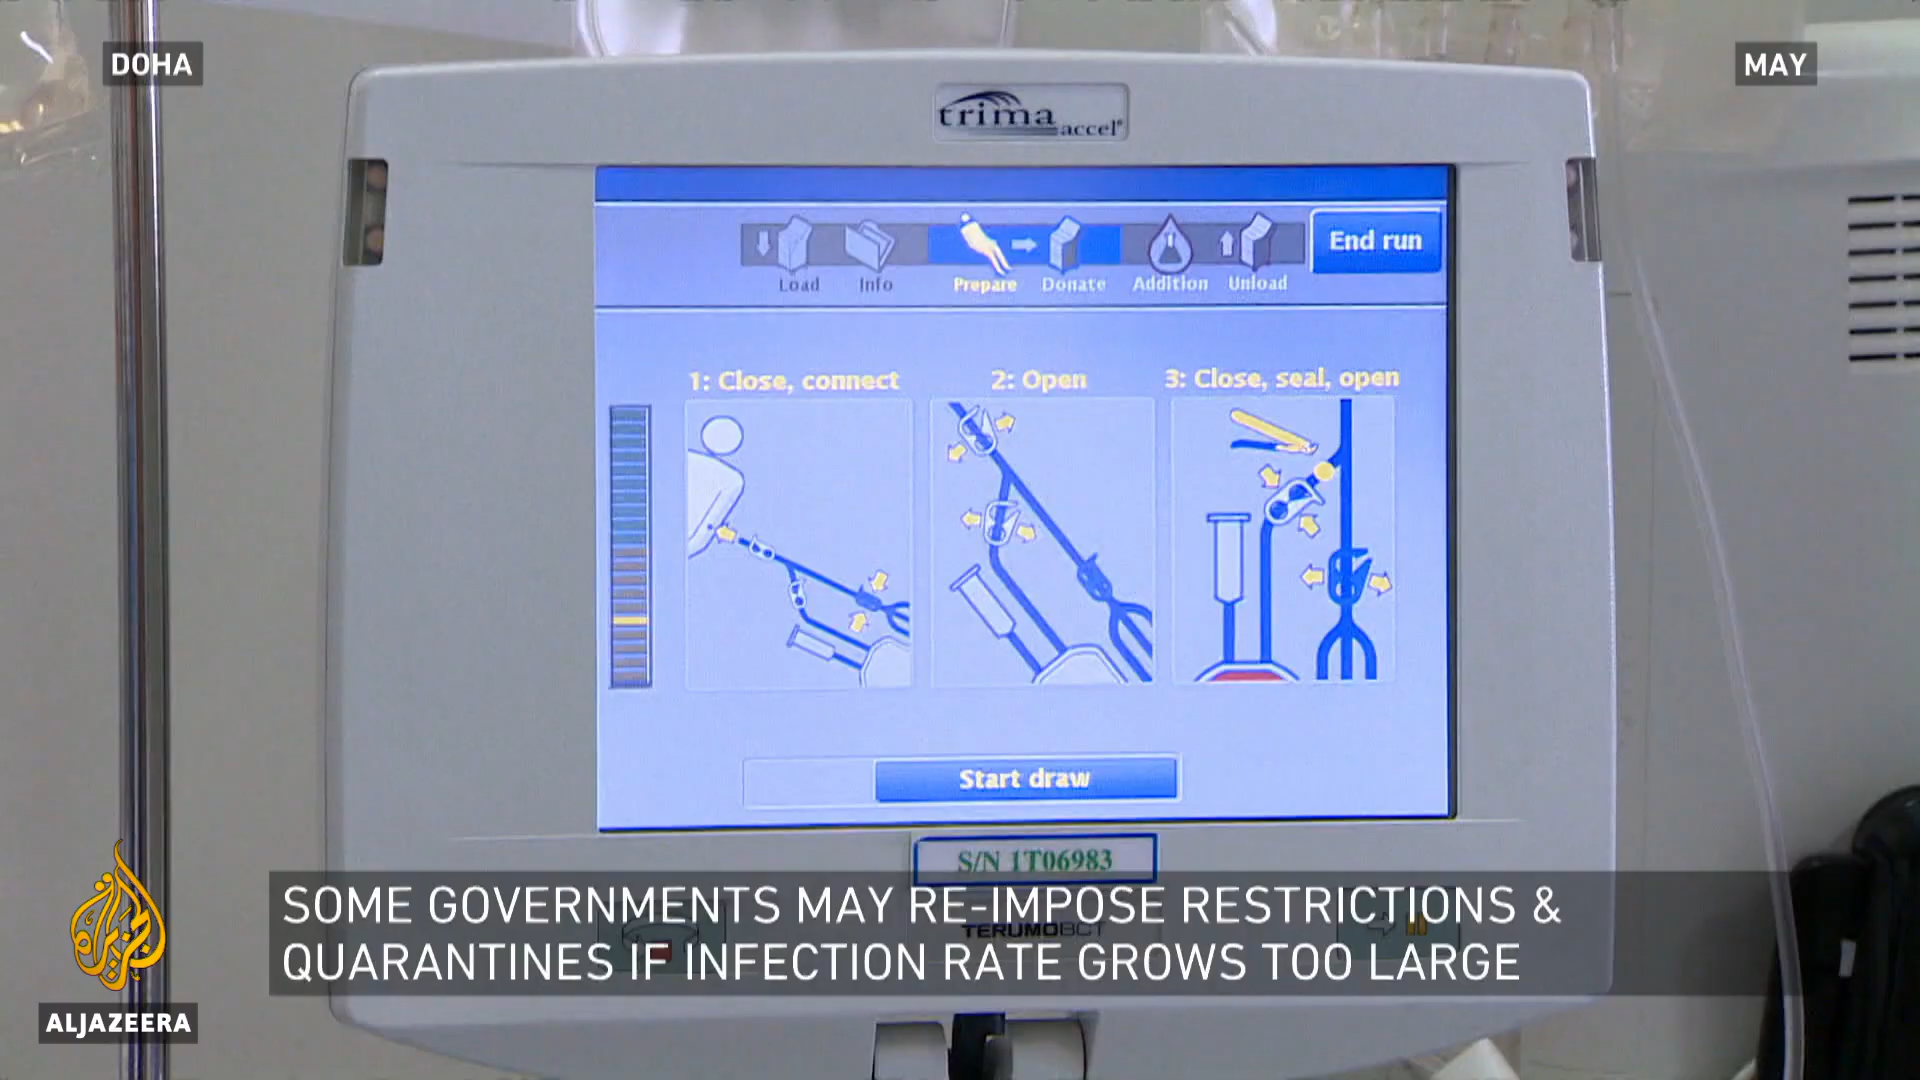 DOHA
MAY
trima accel®
End run
Load Info Prepare Donate Addition Unload
1: Close, connect
2: Open
3: Close, seal, open
Start draw
S/N 1T06983
TERUMOBCT
SOME GOVERNMENTS MAY RE-IMPOSE RESTRICTIONS &
QUARANTINES IF INFECTION RATE GROWS TOO LARGE
الجزيرة
ALJAZEERA